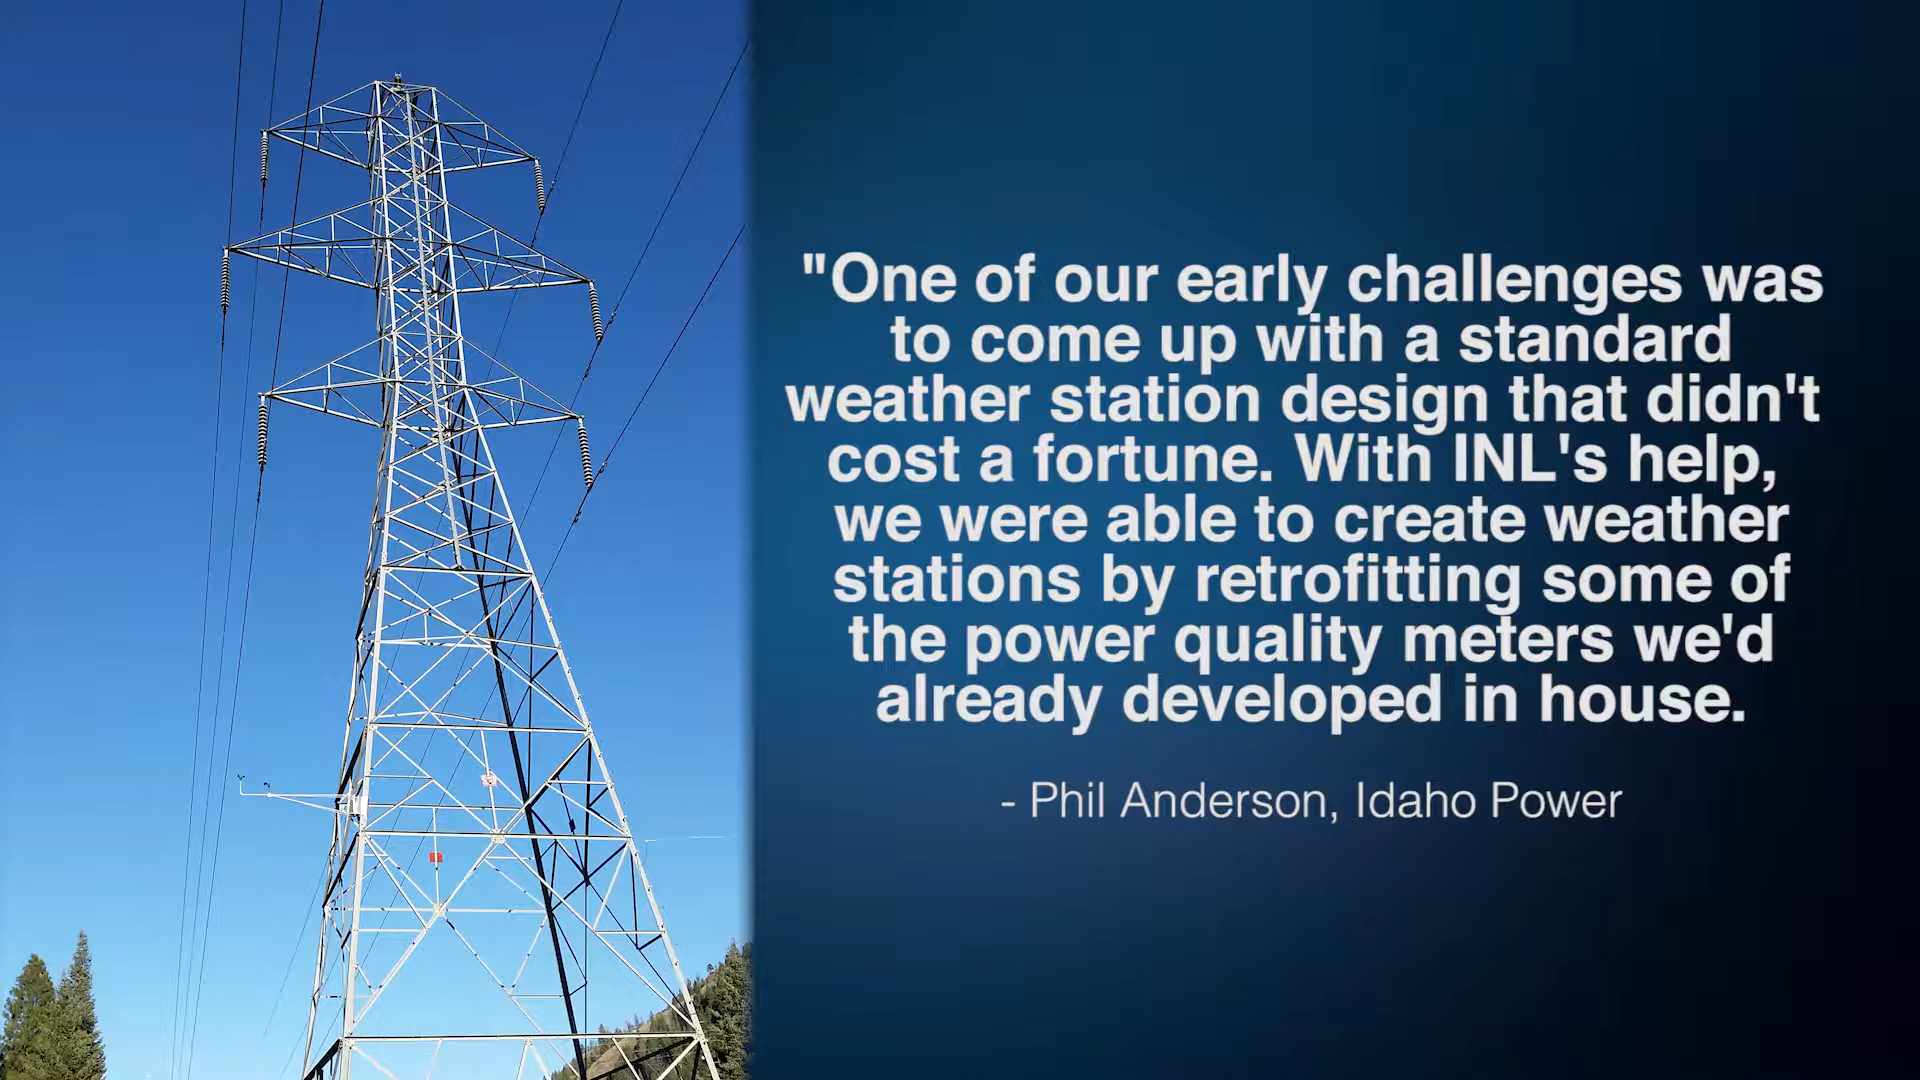 "One of our early challenges was
to come up with a standard
weather station design that didn't
cost a fortune. With INL's help,
we were able to create weather
stations by retrofitting some of
the power quality meters we'd
already developed in house.
- Phil Anderson, Idaho Power